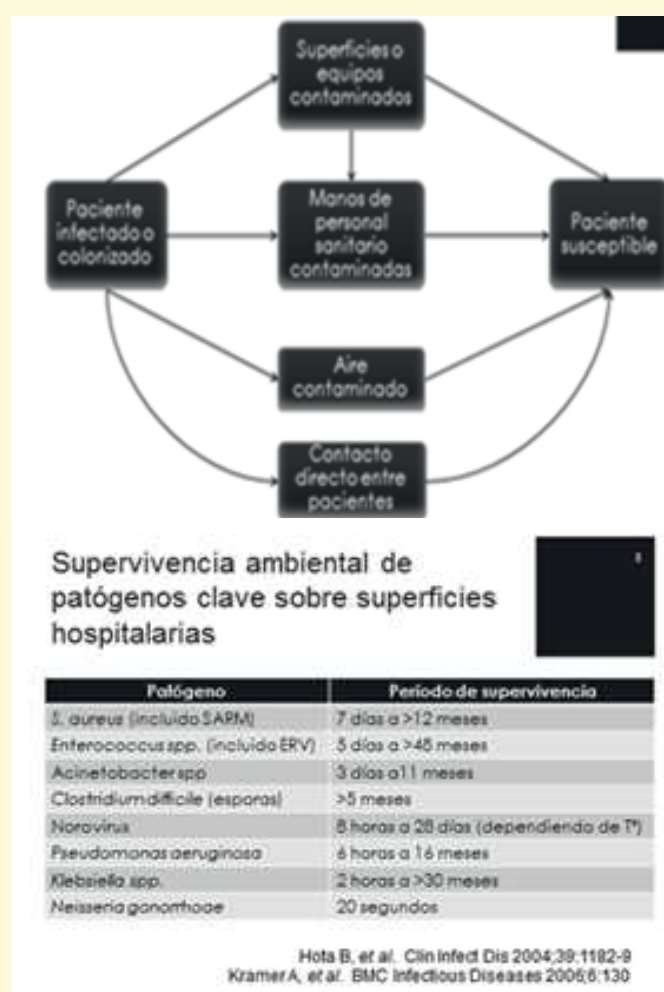 Superficies o
equipos
contaminados
Paciente
infectado o
colonizado
Manos de
personal
sanitario
contaminadas
Paciente
susceptible
Aire
contaminado
Contacto
directo entre
pacientes
Supervivencia ambiental de
patógenos clave sobre superficies
hospitalarias
Patógeno Período de supervivencia
S. aureus (incluido SARM) 7 días a >12 meses
Enterococcus spp. (incluido ERV) 5 días a >48 meses
Acinetobacter spp 3 días a 11 meses
Clostridium difficile (esporas) >5 meses
Norovirus 8 horas a 28 días (dependiendo de Tª)
Pseudomonas aeruginosa 6 horas a 16 meses
Klebsiella spp. 2 horas a >30 meses
Neisseria gonorrhoae 20 segundos
Hota B, et al. Clin Infect Dis 2004;39:1182-9
Kramer A, et al. BMC Infectious Diseases 2006;6:130